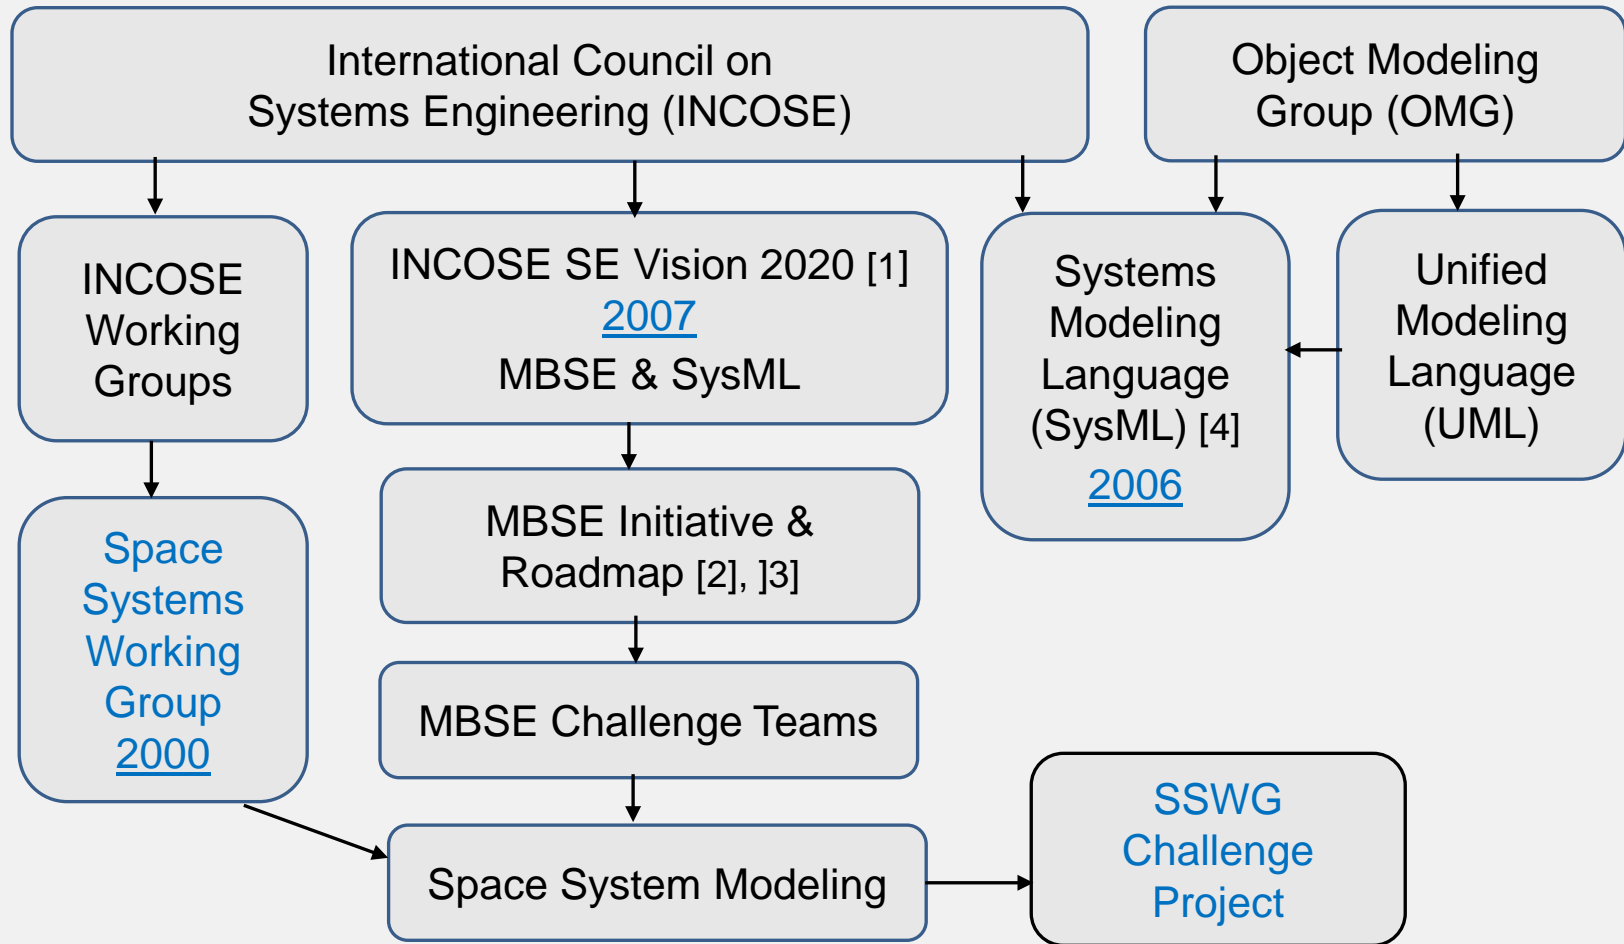 International Council on
Systems Engineering (INCOSE)
Object Modeling
Group (OMG)
INCOSE
Working
Groups
INCOSE SE Vision 2020 [1]
2007
MBSE & SysML
Systems
Modeling
Language
(SysML) [4]
2006
Unified
Modeling
Language
(UML)
Space
Systems
Working
Group
2000
MBSE Initiative &
Roadmap [2], ]3]
MBSE Challenge Teams
Space System Modeling
SSWG
Challenge
Project